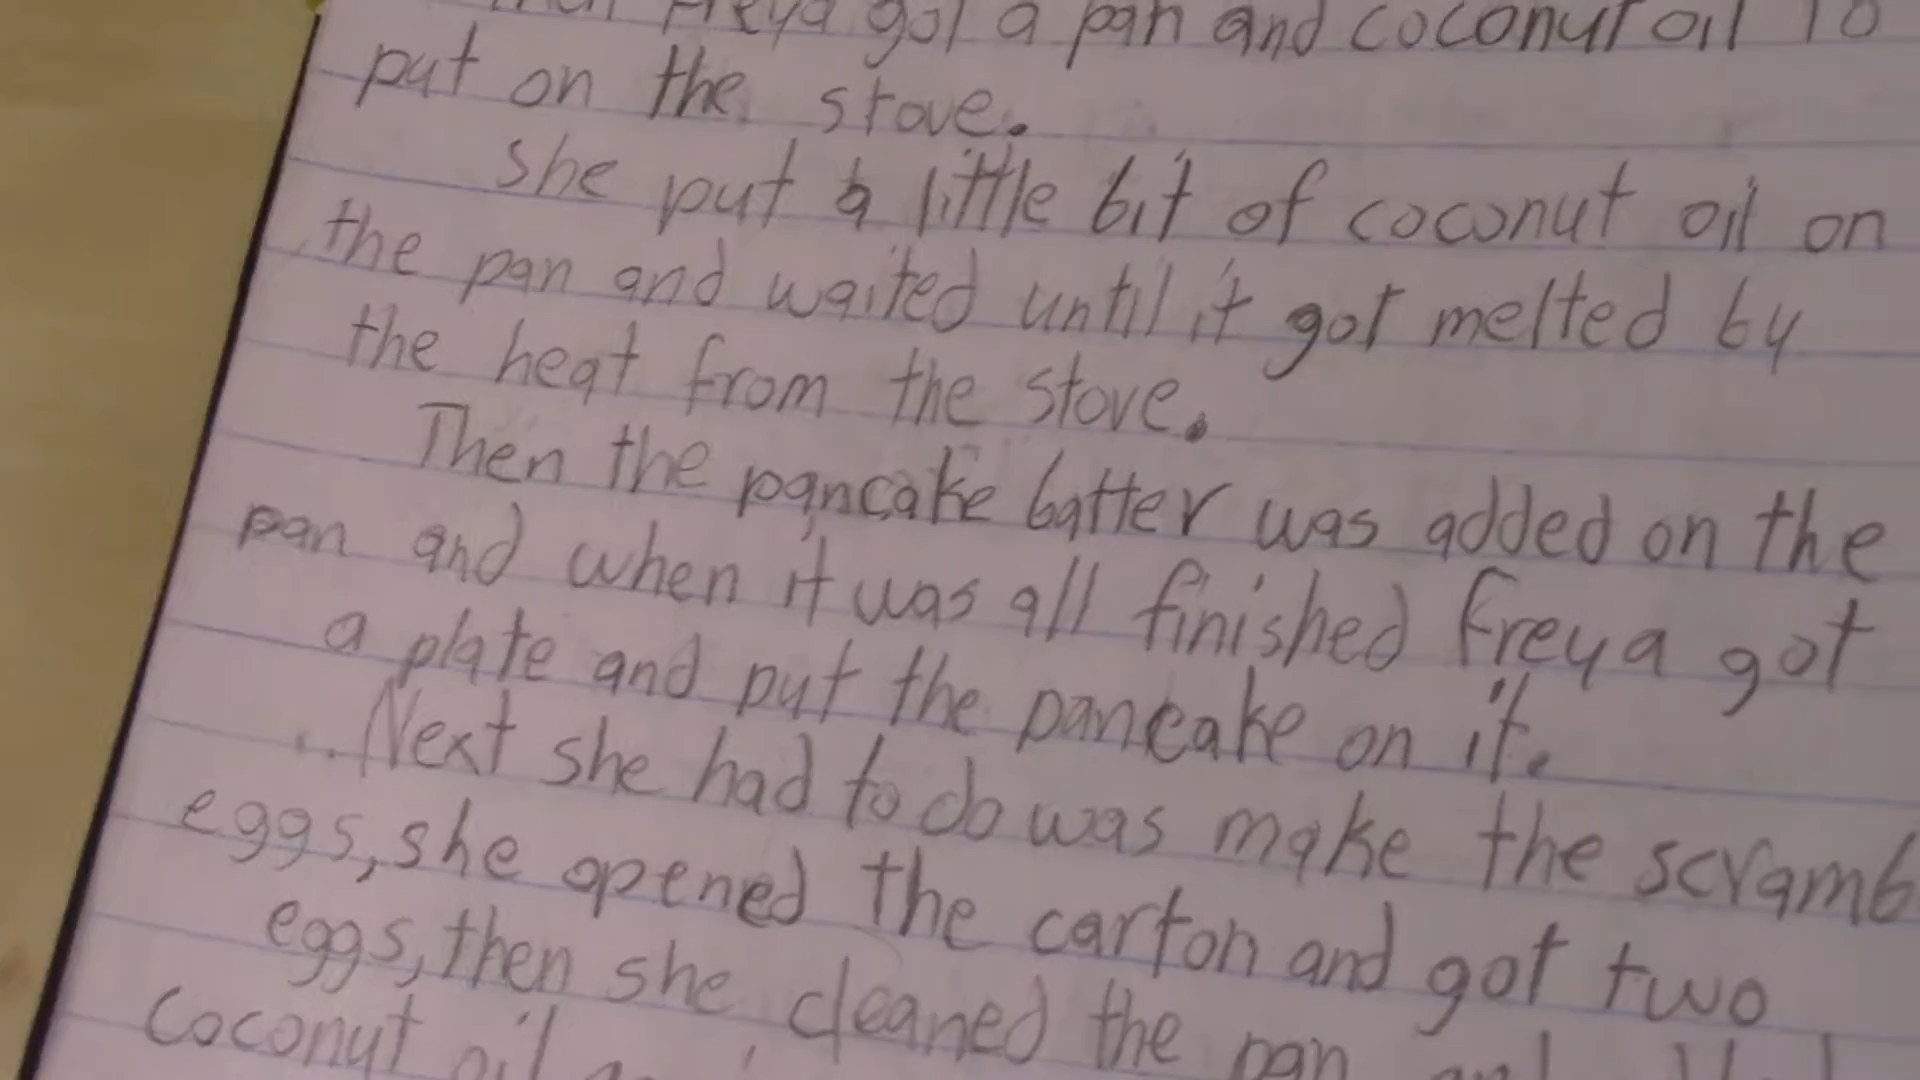 Freya got a pan and coconut oil to
put on the stove.
She put a little bit of coconut oil on
the pan and waited until it got melted by
the heat from the stove.
Then the pancake batter was added on the
pan and when it was all finished Freya got
a plate and put the pancake on it.
Next she had to do was make the scramb
eggs, she opened the carton and got two
eggs, then she cleaned the pan
Coconut oil